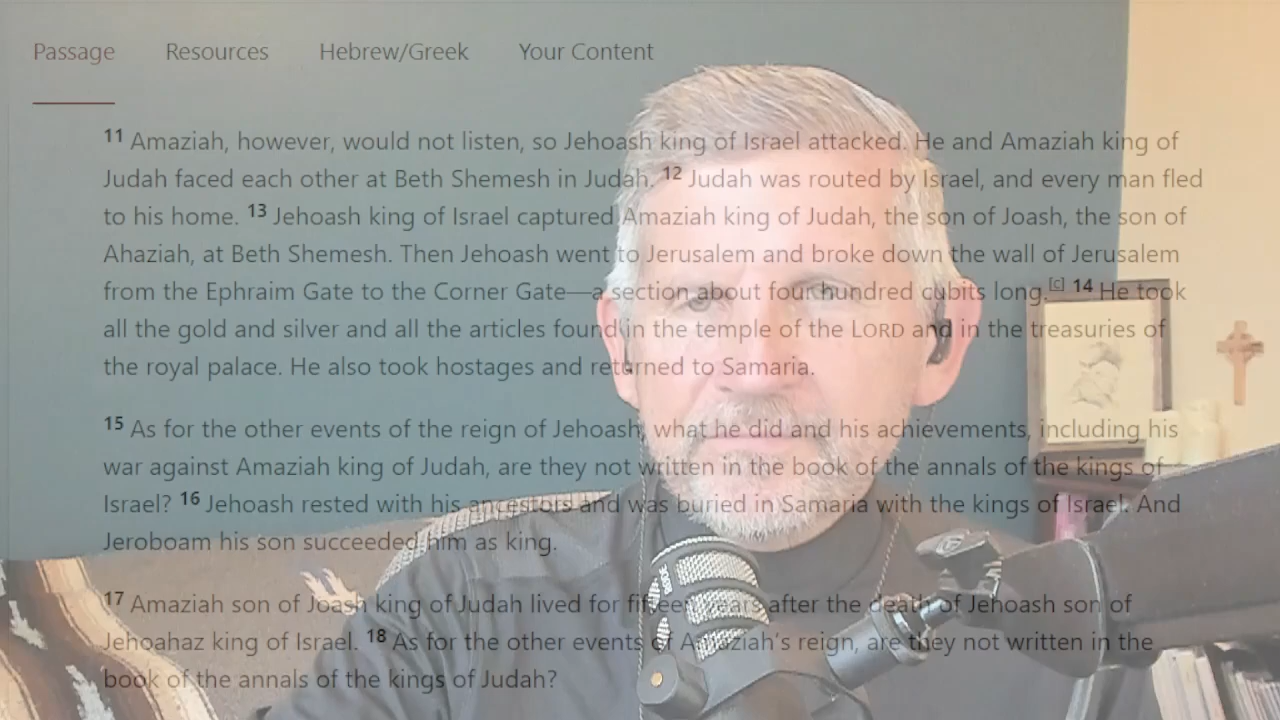 Passage Resources Hebrew/Greek Your Content
11 Amaziah, however, would not listen, so Jehoash king of Israel attacked. He and Amaziah king of
Judah faced each other at Beth Shemesh in Judah. 12 Judah was routed by Israel, and every man fled
to his home. 13 Jehoash king of Israel captured Amaziah king of Judah, the son of Joash, the son of
Ahaziah, at Beth Shemesh. Then Jehoash went to Jerusalem and broke down the wall of Jerusalem
from the Ephraim Gate to the Corner Gate—a section about four hundred cubits long.[c] 14 He took
all the gold and silver and all the articles found in the temple of the LORD and in the treasuries of
the royal palace. He also took hostages and returned to Samaria.
15 As for the other events of the reign of Jehoash, what he did and his achievements, including his
war against Amaziah king of Judah, are they not written in the book of the annals of the kings of
Israel? 16 Jehoash rested with his ancestors and was buried in Samaria with the kings of Israel. And
Jeroboam his son succeeded him as king.
17 Amaziah son of Joash king of Judah lived for fifteen years after the death of Jehoash son of
Jehoahaz king of Israel. 18 As for the other events of Amaziah's reign, are they not written in the
book of the annals of the kings of Judah?